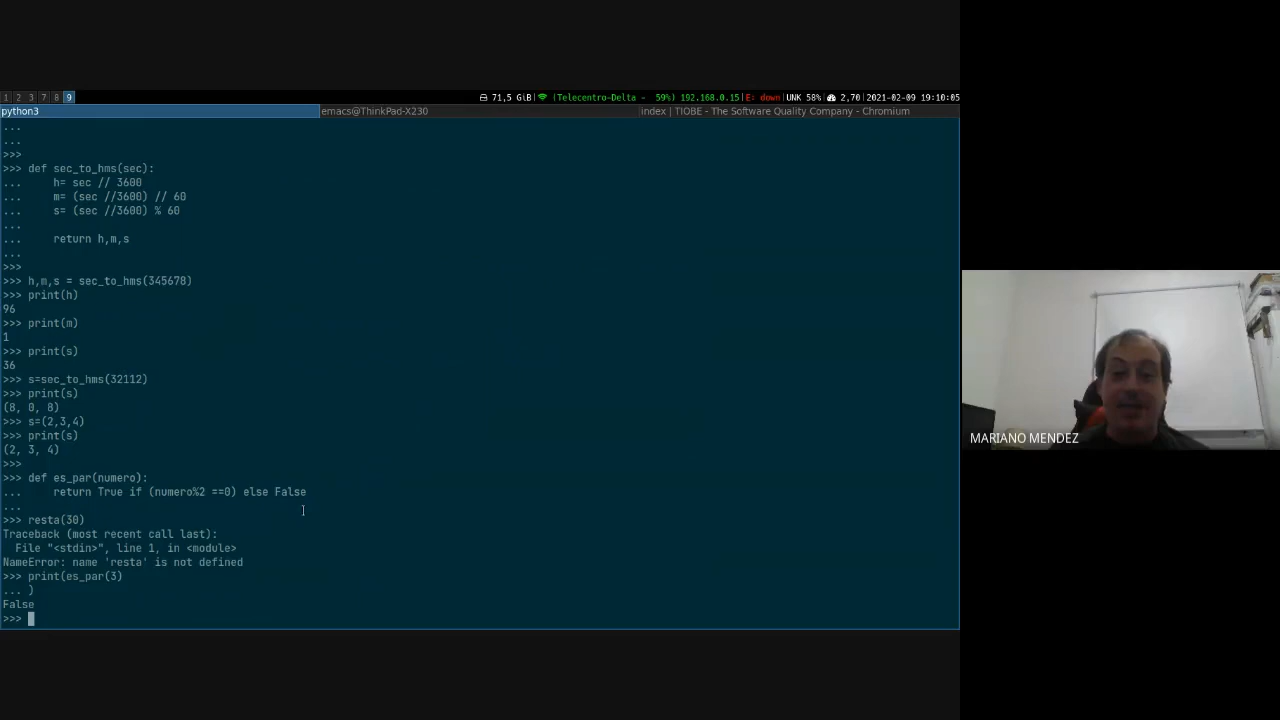 1 2 3 7 8 9
71,5 GiB| |Telecentro-Delta - 59%) 192.168.0.15|E: down|UNK 58%| 2,70|2021-02-09 19:10:05
python3 emacs@ThinkPad-X230 index | TIOBE - The Software Quality Company - Chromium
...
...
>>>
>>> def sec_to_hms(sec):
...     h= sec // 3600
...     m= (sec //3600) // 60
...     s= (sec //3600) % 60
...
...     return h,m,s
...
>>>
>>> h,m,s = sec_to_hms(345678)
>>> print(h)
96
>>> print(m)
1
>>> print(s)
36
>>> s=sec_to_hms(32112)
>>> print(s)
(8, 0, 8)
>>> s=(2,3,4)
>>> print(s)
(2, 3, 4)
>>>
>>> def es_par(numero):
...     return True if (numero%2 ==0) else False
...
>>> resta(30)
Traceback (most recent call last):
  File "<stdin>", line 1, in <module>
NameError: name 'resta' is not defined
>>> print(es_par(3)
... )
False
>>>
MARIANO MENDEZ